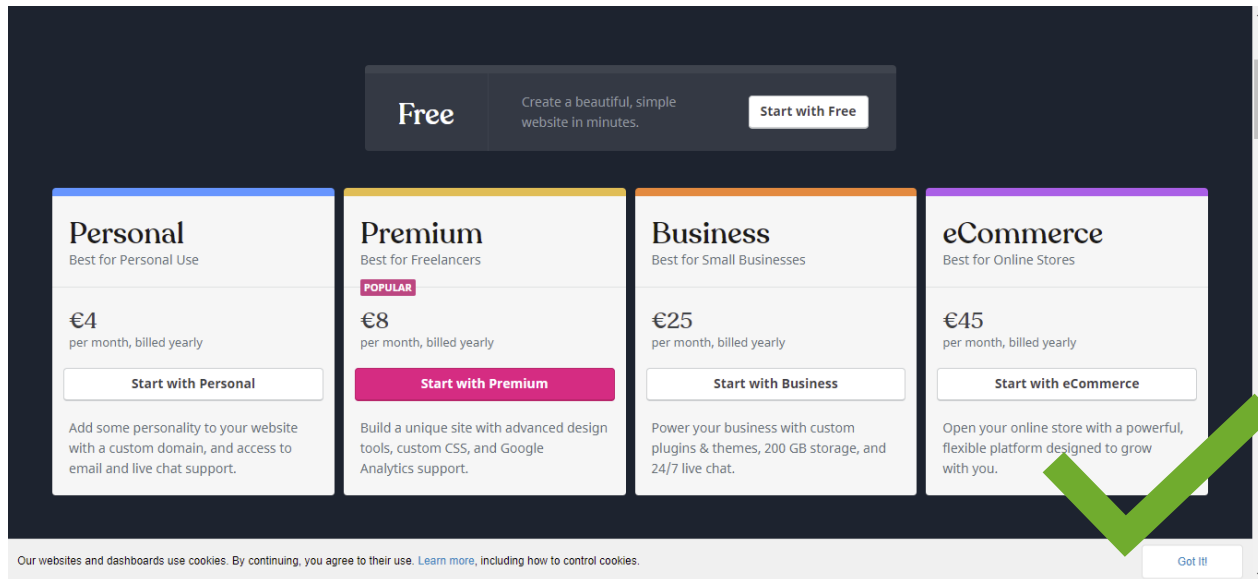 Free
Create a beautiful, simple
website in minutes.
Start with Free
Personal
Best for Personal Use
€4
per month, billed yearly
Start with Personal
Add some personality to your website
with a custom domain, and access to
email and live chat support.
Premium
Best for Freelancers
POPULAR
€8
per month, billed yearly
Start with Premium
Build a unique site with advanced design
tools, custom CSS, and Google
Analytics support.
Business
Best for Small Businesses
€25
per month, billed yearly
Start with Business
Power your business with custom
plugins & themes, 200 GB storage, and
24/7 live chat.
eCommerce
Best for Online Stores
€45
per month, billed yearly
Start with eCommerce
Open your online store with a powerful,
flexible platform designed to grow
with you.
Our websites and dashboards use cookies. By continuing, you agree to their use. Learn more, including how to control cookies.
Got It!